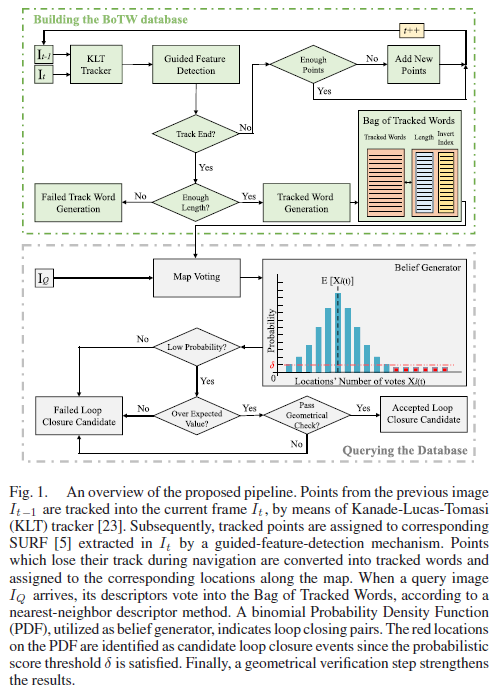 Building the BoTW database
t++
It-1
It
KLT
Tracker
Guided Feature
Detection
Enough
Points
No
Add New
Points
Yes
Track End?
No
Yes
Bag of Tracked Words
Tracked Words Length Invert
Index
Failed Track Word
Generation
No
Enough
Length?
Yes
Tracked Word
Generation
IQ
Map Voting
Belief Generator
E [Xl(t)]
Probability
δ
0
Locations' Number of votes Xl(t)
No
Low Probability?
Yes
Failed Loop
Closure Candidate
No
Over Expected
Value?
Yes
Pass
Geometrical
Check?
Yes
Accepted Loop
Closure Candidate
No
Querying the Database
Fig. 1. An overview of the proposed pipeline. Points from the previous image
It−1 are tracked into the current frame It, by means of Kanade-Lucas-Tomasi
(KLT) tracker [23]. Subsequently, tracked points are assigned to corresponding
SURF [5] extracted in It by a guided-feature-detection mechanism. Points
which lose their track during navigation are converted into tracked words and
assigned to the corresponding locations along the map. When a query image
IQ arrives, its descriptors vote into the Bag of Tracked Words, according to a
nearest-neighbor descriptor method. A binomial Probability Density Function
(PDF), utilized as belief generator, indicates loop closing pairs. The red locations
on the PDF are identified as candidate loop closure events since the probabilistic
score threshold δ is satisfied. Finally, a geometrical verification step strengthens
the results.